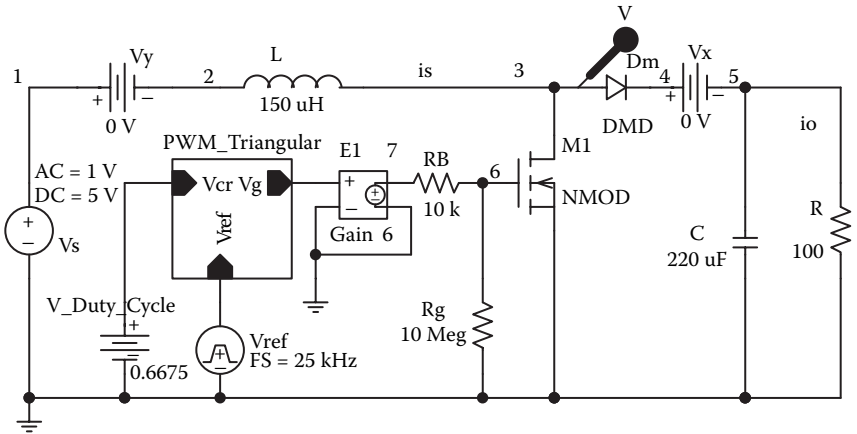 V
1
Vy
+ −
0 V
2
L
150 uH
is
3
Dm
DMD
4
Vx
+ −
0 V
5
io
PWM_Triangular
E1
7
RB
10 k
6
M1
NMOD
AC = 1 V
DC = 5 V
Vcr Vg
Vref
+
−
+
−
Gain 6
+
−
Vs
R
100
C
220 uF
V_Duty_Cycle
+
−
0.6675
Vref
FS = 25 kHz
+
−
Rg
10 Meg